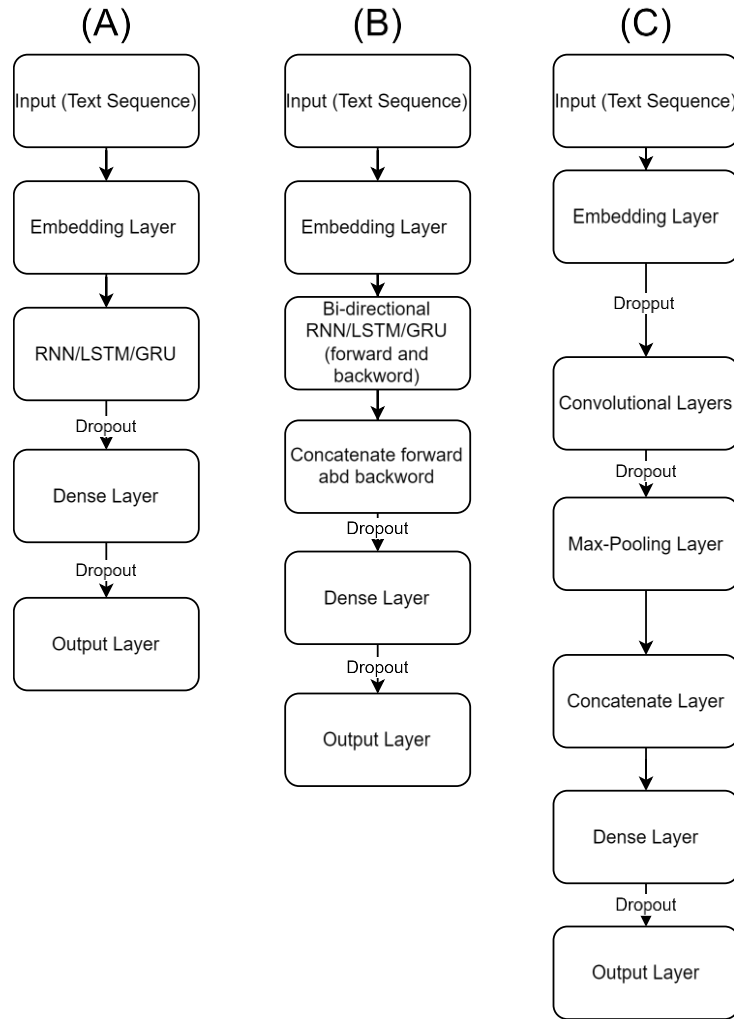 (A)
Input (Text Sequence)
Embedding Layer
RNN/LSTM/GRU
Dropout
Dense Layer
Dropout
Output Layer
(B)
Input (Text Sequence)
Embedding Layer
Bi-directional
RNN/LSTM/GRU
(forward and
backword)
Concatenate forward
abd backword
Dropout
Dense Layer
Dropout
Output Layer
(C)
Input (Text Sequence)
Embedding Layer
Dropput
Convolutional Layers
Dropout
Max-Pooling Layer
Concatenate Layer
Dense Layer
Dropout
Output Layer